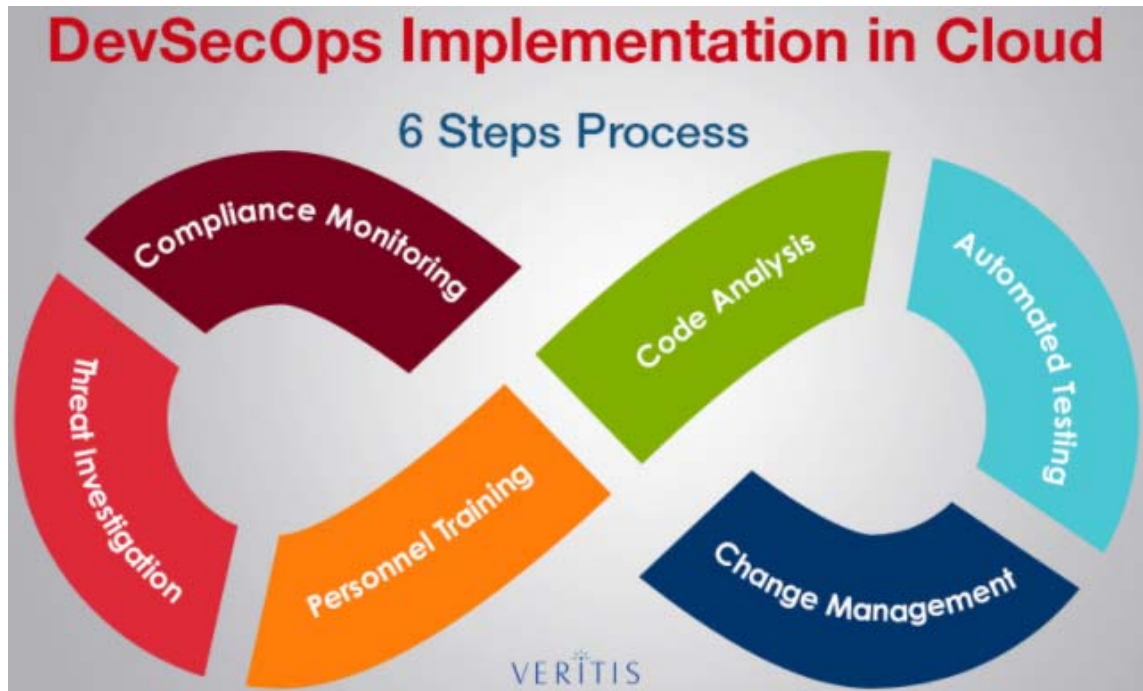 DevSecOps Implementation in Cloud
6 Steps Process
Compliance Monitoring
Code Analysis
Automated Testing
Threat Investigation
Personnel Training
Change Management
VERITIS